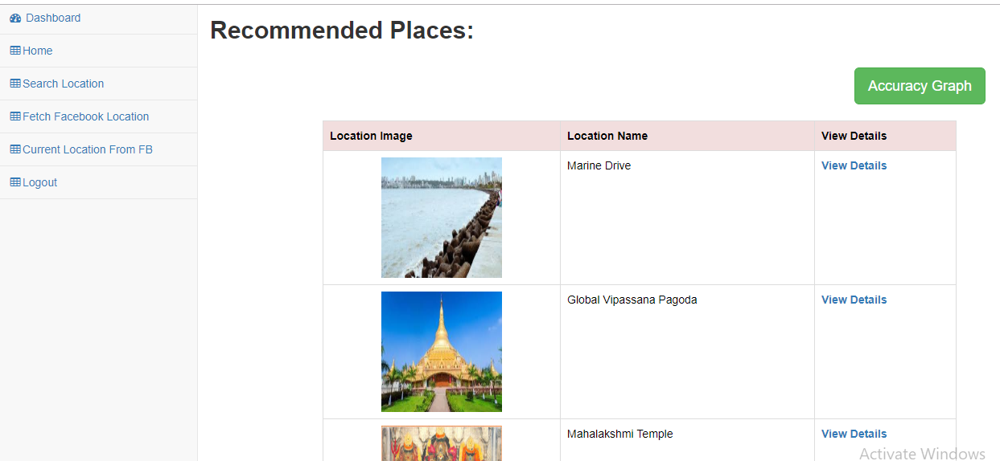 Dashboard
Home
Search Location
Fetch Facebook Location
Current Location From FB
Logout
Recommended Places:
Accuracy Graph
Location Image Location Name View Details
Marine Drive View Details
Global Vipassana Pagoda View Details
Mahalakshmi Temple View Details
Activate Windows